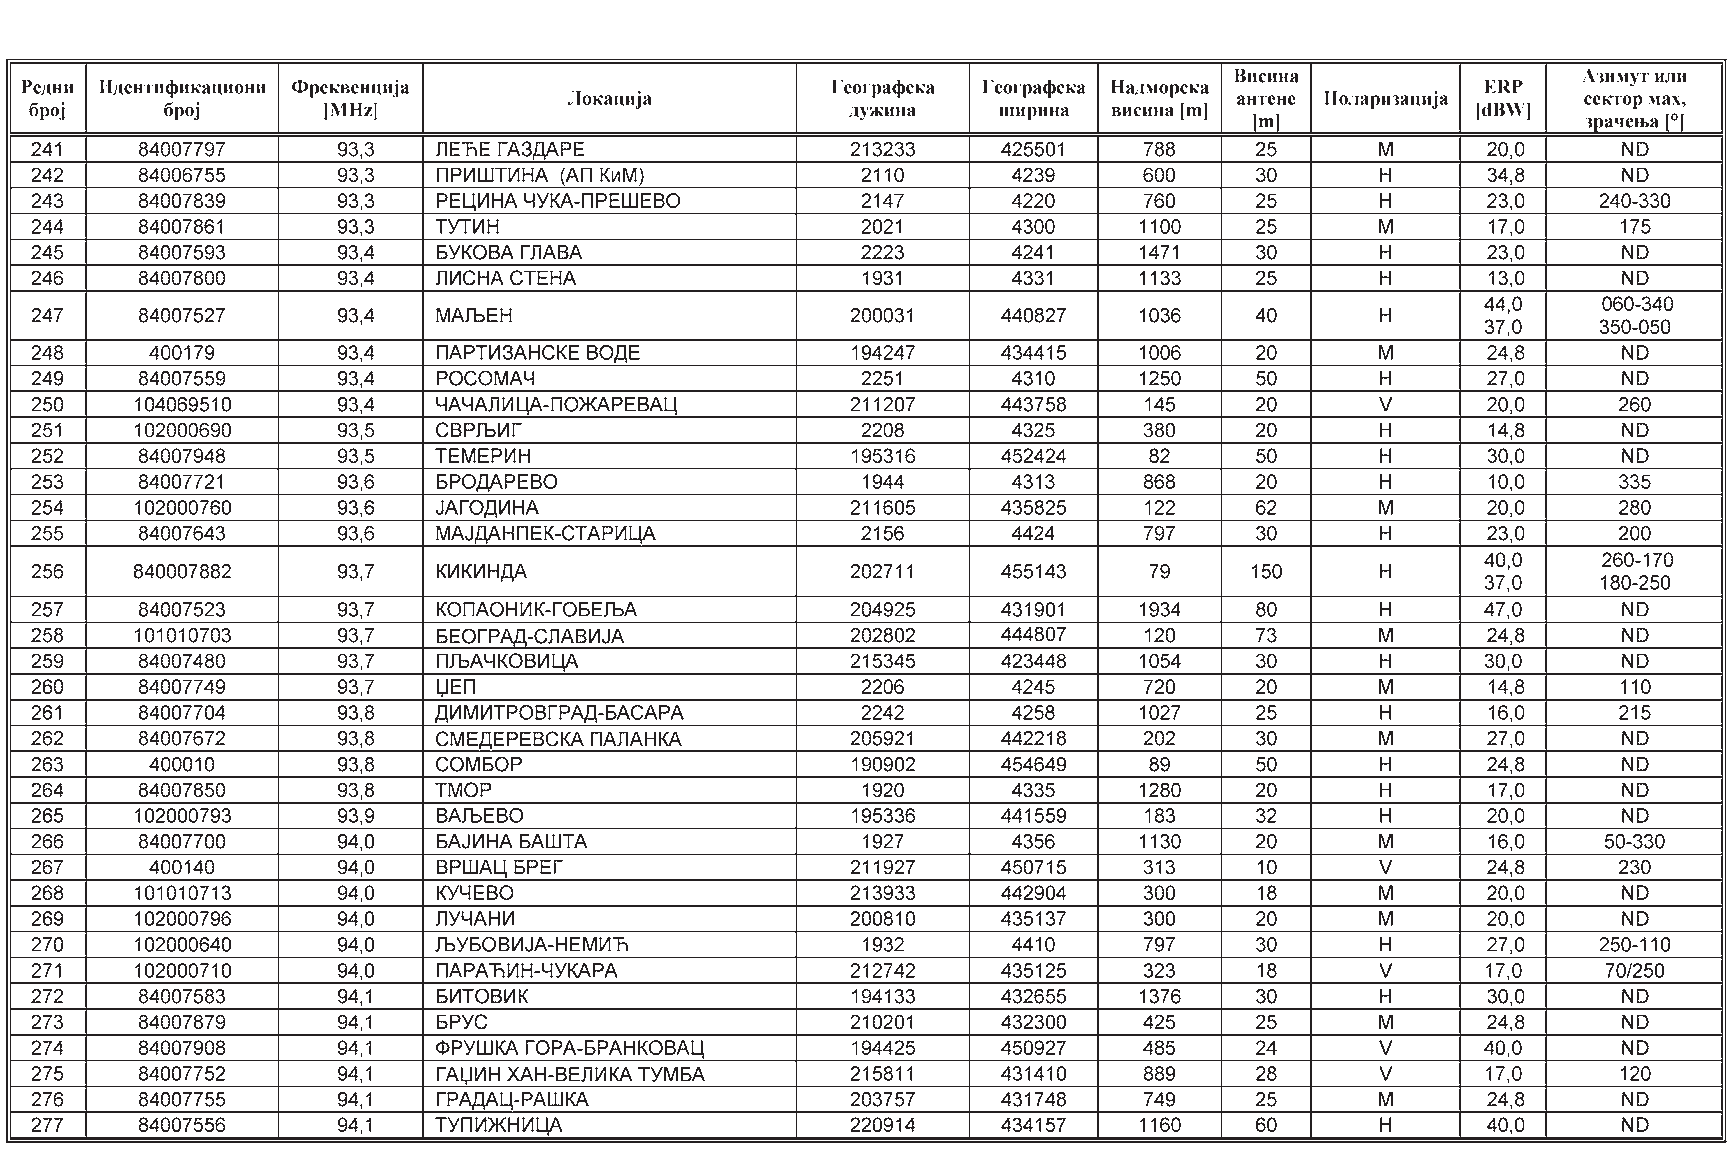 Редни број Идентификациони број Фреквенција [MHz] Локација Географска дужина Географска ширина Надморска висина [m] Висина антене [m] Поларизација ERP [dBW] Азимут или сектор мах, зрачења [°]
241 84007797 93,3 ЛЕЋЕ ГАЗДАРЕ 213233 425501 788 25 M 20,0 ND
242 84006755 93,3 ПРИШТИНА (АП КиМ) 2110 4239 600 30 H 34,8 ND
243 84007839 93,3 РЕЦИНА ЧУКА-ПРЕШЕВО 2147 4220 760 25 H 23,0 240-330
244 84007861 93,3 ТУТИН 2021 4300 1100 25 M 17,0 175
245 84007593 93,4 БУКОВА ГЛАВА 2223 4241 1471 30 H 23,0 ND
246 84007800 93,4 ЛИСНА СТЕНА 1931 4331 1133 25 H 13,0 ND
247 84007527 93,4 МАЉЕН 200031 440827 1036 40 H 44,0 060-340
37,0 350-050
248 400179 93,4 ПАРТИЗАНСКЕ ВОДЕ 194247 434415 1006 20 M 24,8 ND
249 84007559 93,4 РОСОМАЧ 2251 4310 1250 50 H 27,0 ND
250 104069510 93,4 ЧАЧАЛИЦА-ПОЖАРЕВАЦ 211207 443758 145 20 V 20,0 260
251 102000690 93,5 СВРЉИГ 2208 4325 380 20 H 14,8 ND
252 84007948 93,5 ТЕМЕРИН 195316 452424 82 50 H 30,0 ND
253 84007721 93,6 БРОДАРЕВО 1944 4313 868 20 H 10,0 335
254 102000760 93,6 ЈАГОДИНА 211605 435825 122 62 M 20,0 280
255 84007643 93,6 МАЈДАНПЕК-СТАРИЦА 2156 4424 797 30 H 23,0 200
256 840007882 93,7 КИКИНДА 202711 455143 79 150 H 40,0 260-170
37,0 180-250
257 84007523 93,7 КОПАОНИК-ГОБЕЉА 204925 431901 1934 80 H 47,0 ND
258 101010703 93,7 БЕОГРАД-СЛАВИЈА 202802 444807 120 73 M 24,8 ND
259 84007480 93,7 ПЉАЧКОВИЦА 215345 423448 1054 30 H 30,0 ND
260 84007749 93,7 ЏЕП 2206 4245 720 20 M 14,8 110
261 84007704 93,8 ДИМИТРОВГРАД-БАСАРА 2242 4258 1027 25 H 16,0 215
262 84007672 93,8 СМЕДЕРЕВСКА ПАЛАНКА 205921 442218 202 30 M 27,0 ND
263 400010 93,8 СОМБОР 190902 454649 89 50 H 24,8 ND
264 84007850 93,8 ТМОР 1920 4335 1280 20 H 17,0 ND
265 102000793 93,9 ВАЉЕВО 195336 441559 183 32 H 20,0 ND
266 84007700 94,0 БАЈИНА БАШТА 1927 4356 1130 20 M 16,0 50-330
267 400140 94,0 ВРШАЦ БРЕГ 211927 450715 313 10 V 24,8 230
268 101010713 94,0 КУЧЕВО 213933 442904 300 18 M 20,0 ND
269 102000796 94,0 ЛУЧАНИ 200810 435137 300 20 M 20,0 ND
270 102000640 94,0 ЉУБОВИЈА-НЕМИЋ 1932 4410 797 30 H 27,0 250-110
271 102000710 94,0 ПАРАЋИН-ЧУКАРА 212742 435125 323 18 V 17,0 70/250
272 84007583 94,1 БИТОВИК 194133 432655 1376 30 H 30,0 ND
273 84007879 94,1 БРУС 210201 432300 425 25 M 24,8 ND
274 84007908 94,1 ФРУШКА ГОРА-БРАНКОВАЦ 194425 450927 485 24 V 40,0 ND
275 84007752 94,1 ГАЏИН ХАН-ВЕЛИКА ТУМБА 215811 431410 889 28 V 17,0 120
276 84007755 94,1 ГРАДАЦ-РАШКА 203757 431748 749 25 M 24,8 ND
277 84007556 94,1 ТУПИЖНИЦА 220914 434157 1160 60 H 40,0 ND